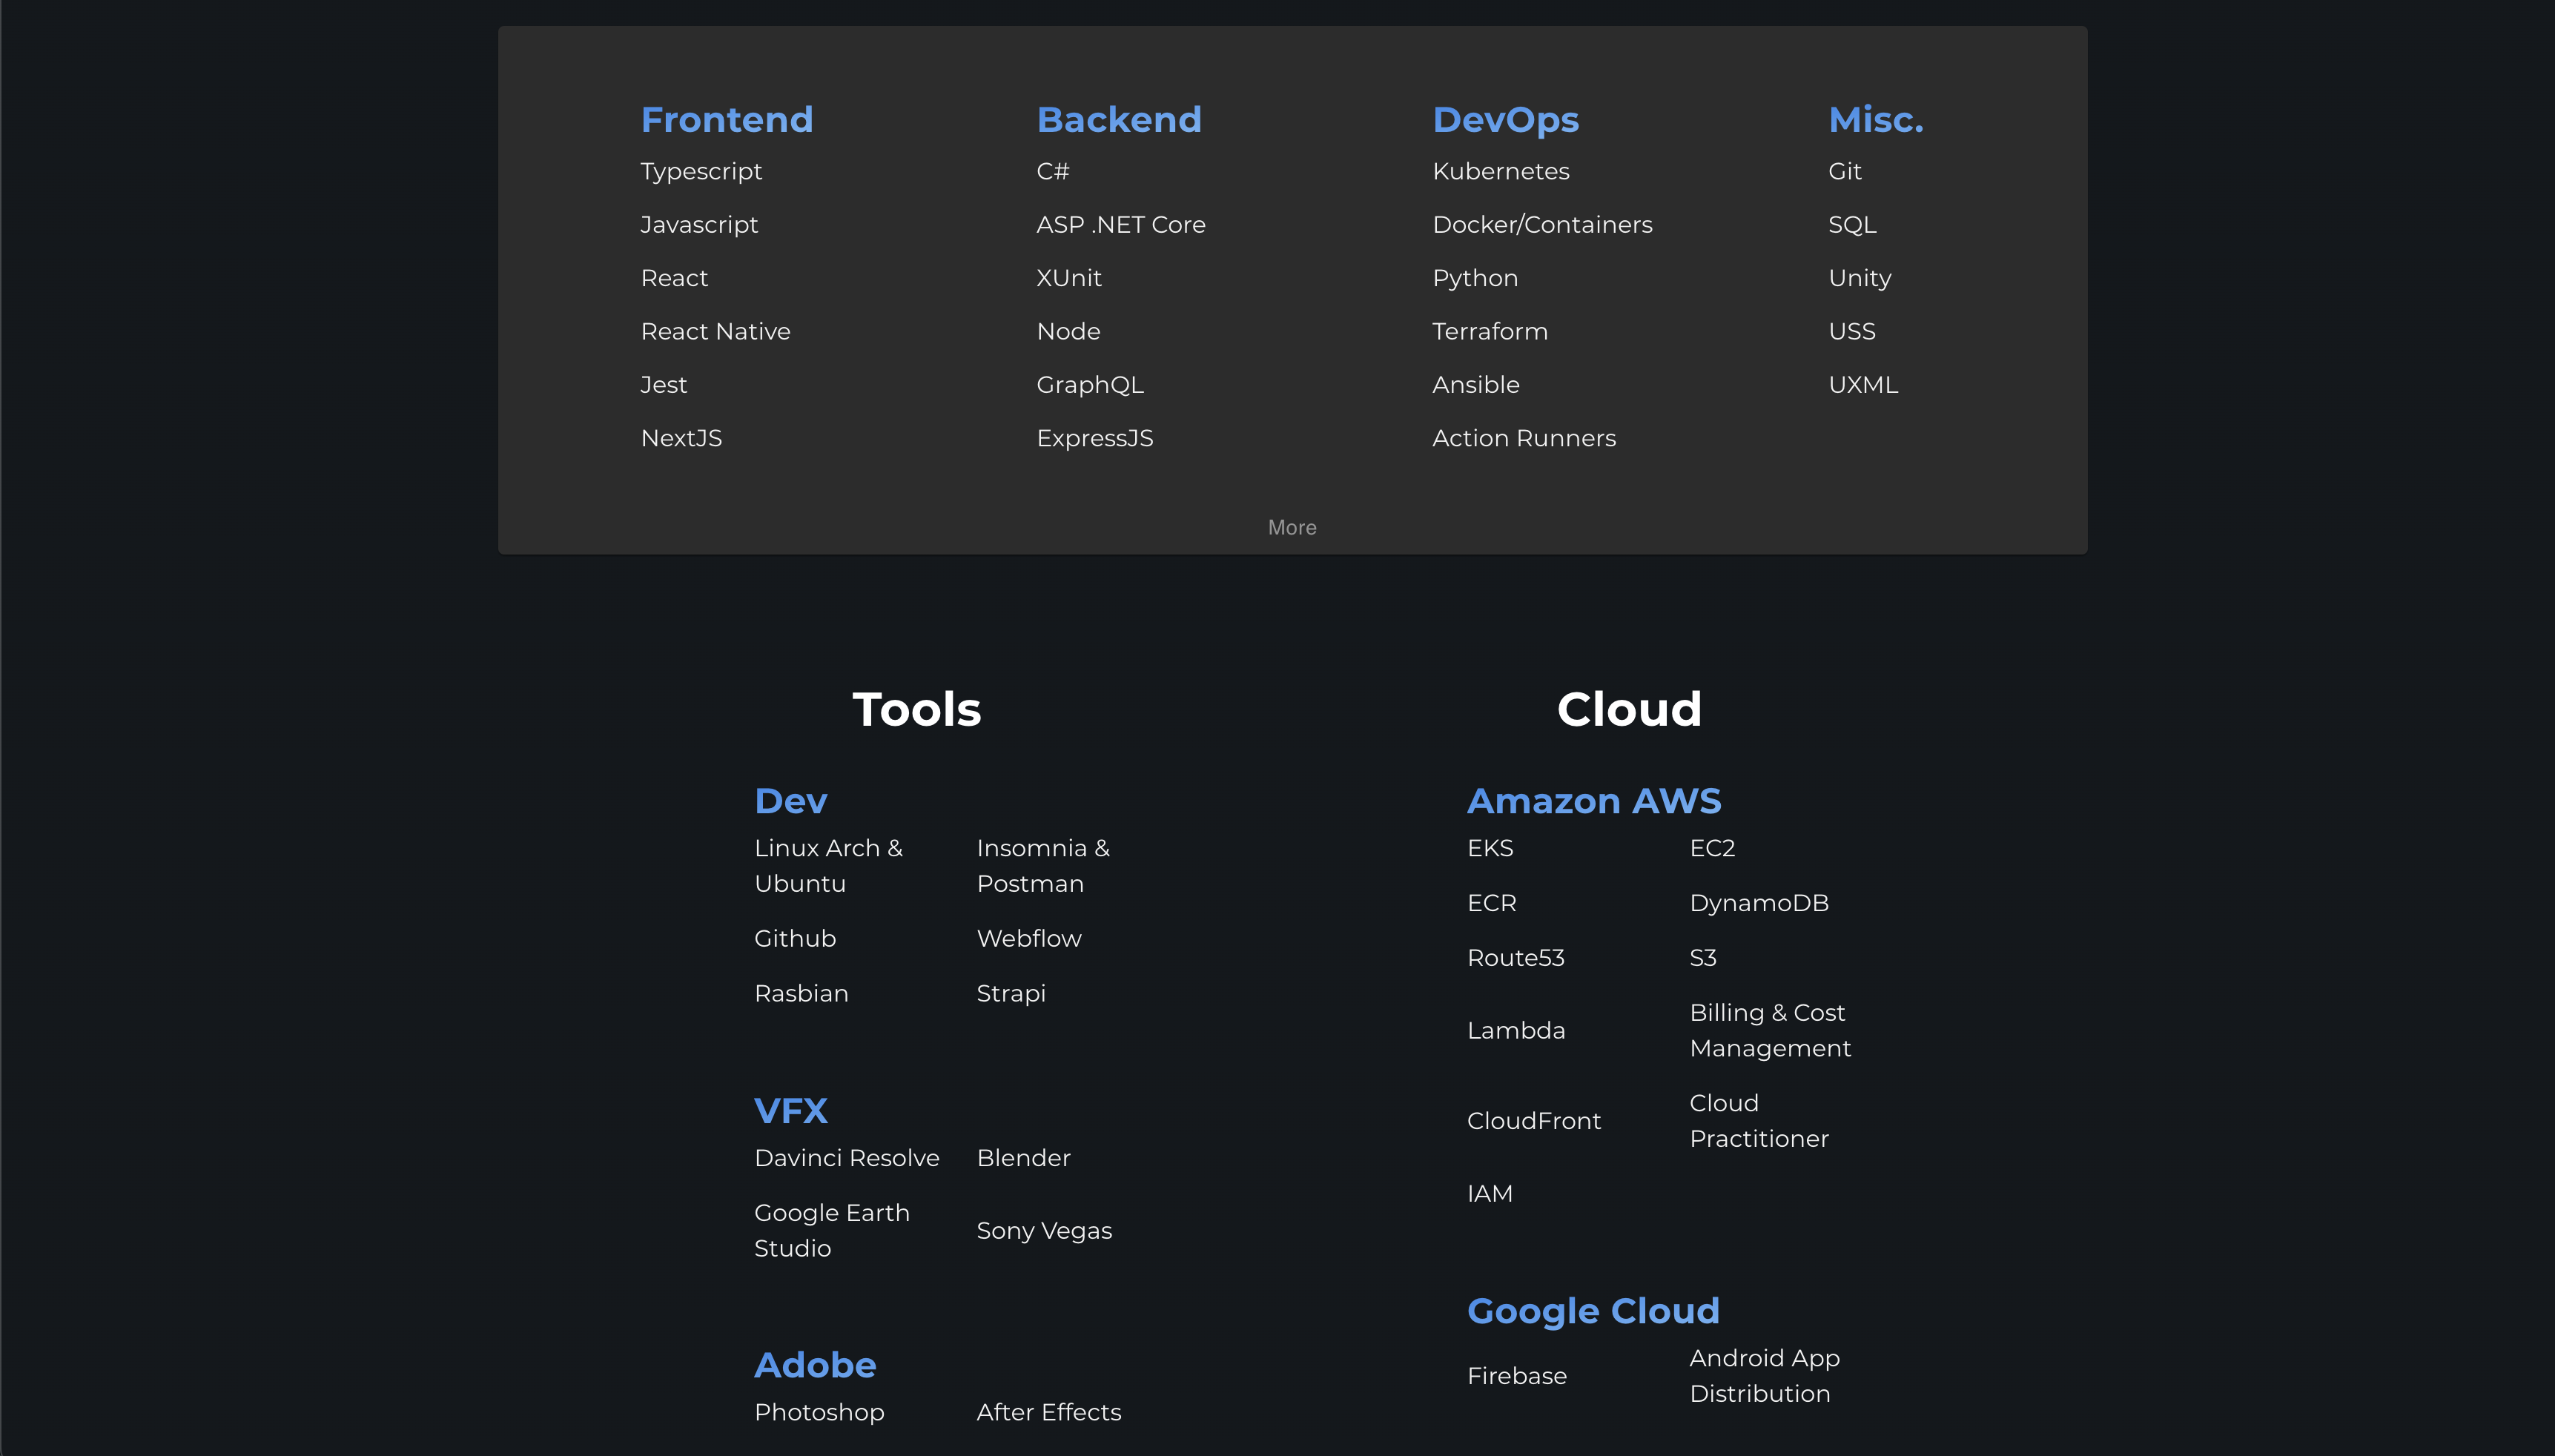 Frontend
Typescript
Javascript
React
React Native
Jest
NextJS
Backend
C#
ASP .NET Core
XUnit
Node
GraphQL
ExpressJS
DevOps
Kubernetes
Docker/Containers
Python
Terraform
Ansible
Action Runners
Misc.
Git
SQL
Unity
USS
UXML
More
Tools
Dev
Linux Arch &
Ubuntu
Insomnia &
Postman
Github
Webflow
Rasbian
Strapi
VFX
Davinci Resolve
Blender
Google Earth
Studio
Sony Vegas
Adobe
Photoshop
After Effects
Cloud
Amazon AWS
EKS
EC2
ECR
DynamoDB
Route53
S3
Lambda
Billing & Cost
Management
CloudFront
Cloud
Practitioner
IAM
Google Cloud
Firebase
Android App
Distribution